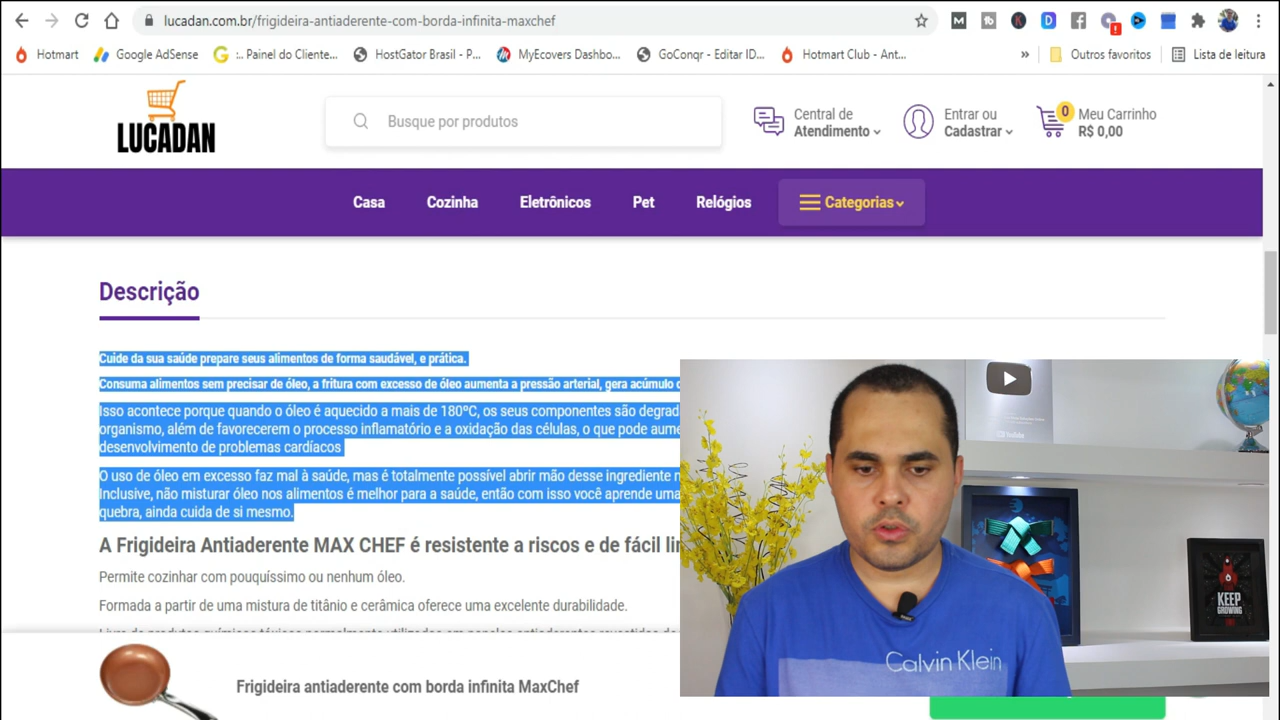 lucadan.com.br/frigideira-antiaderente-com-borda-infinita-maxchef
Hotmart
Google AdSense
:.. Painel do Cliente...
HostGator Brasil - P...
MyEcovers Dashbo...
GoConqr - Editar ID...
Hotmart Club - Ant...
»
Outros favoritos
Lista de leitura
LUCADAN
Busque por produtos
Central de
Atendimento
Entrar ou
Cadastrar
0
Meu Carrinho
R$ 0,00
Casa
Cozinha
Eletrônicos
Pet
Relógios
Categorias
Descrição
Cuide da sua saúde prepare seus alimentos de forma saudável, e prática.
Consuma alimentos sem precisar de óleo, a fritura com excesso de óleo aumenta a pressão arterial, gera acúmulo
Isso acontece porque quando o óleo é aquecido a mais de 180ºC, os seus componentes são degrad
organismo, além de favorecerem o processo inflamatório e a oxidação das células, o que pode aume
desenvolvimento de problemas cardíacos
O uso de óleo em excesso faz mal à saúde, mas é totalmente possível abrir mão desse ingrediente
Inclusive, não misturar óleo nos alimentos é melhor para a saúde, então com isso você aprende uma
quebra, ainda cuida de si mesmo.
A Frigideira Antiaderente MAX CHEF é resistente a riscos e de fácil
Permite cozinhar com pouquíssimo ou nenhum óleo.
Formada a partir de uma mistura de titânio e cerâmica oferece uma excelente durabilidade.
Frigideira antiaderente com borda infinita MaxChef
YouTube
KEEP
GROWING
Calvin Klein